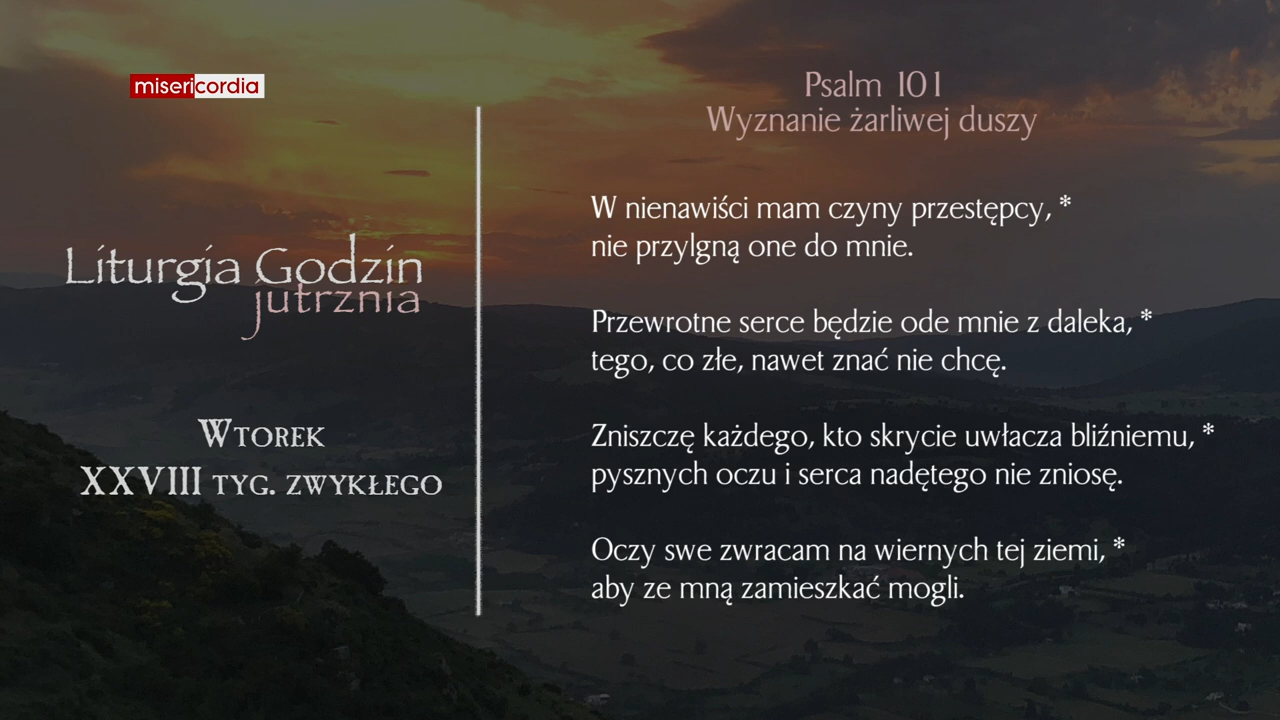 misericordia
Liturgia Godzin
jutrznia
Wtorek
XXVIII tyg. zwykłego
Psalm 101
Wyznanie żarliwej duszy
W nienawiści mam czyny przestępcy, *
nie przylgną one do mnie.
Przewrotne serce będzie ode mnie z daleka, *
tego, co złe, nawet znać nie chcę.
Zniszczę każdego, kto skrycie uwłacza bliźniemu, *
pysznych oczu i serca nadętego nie zniosę.
Oczy swe zwracam na wiernych tej ziemi, *
aby ze mną zamieszkać mogli.